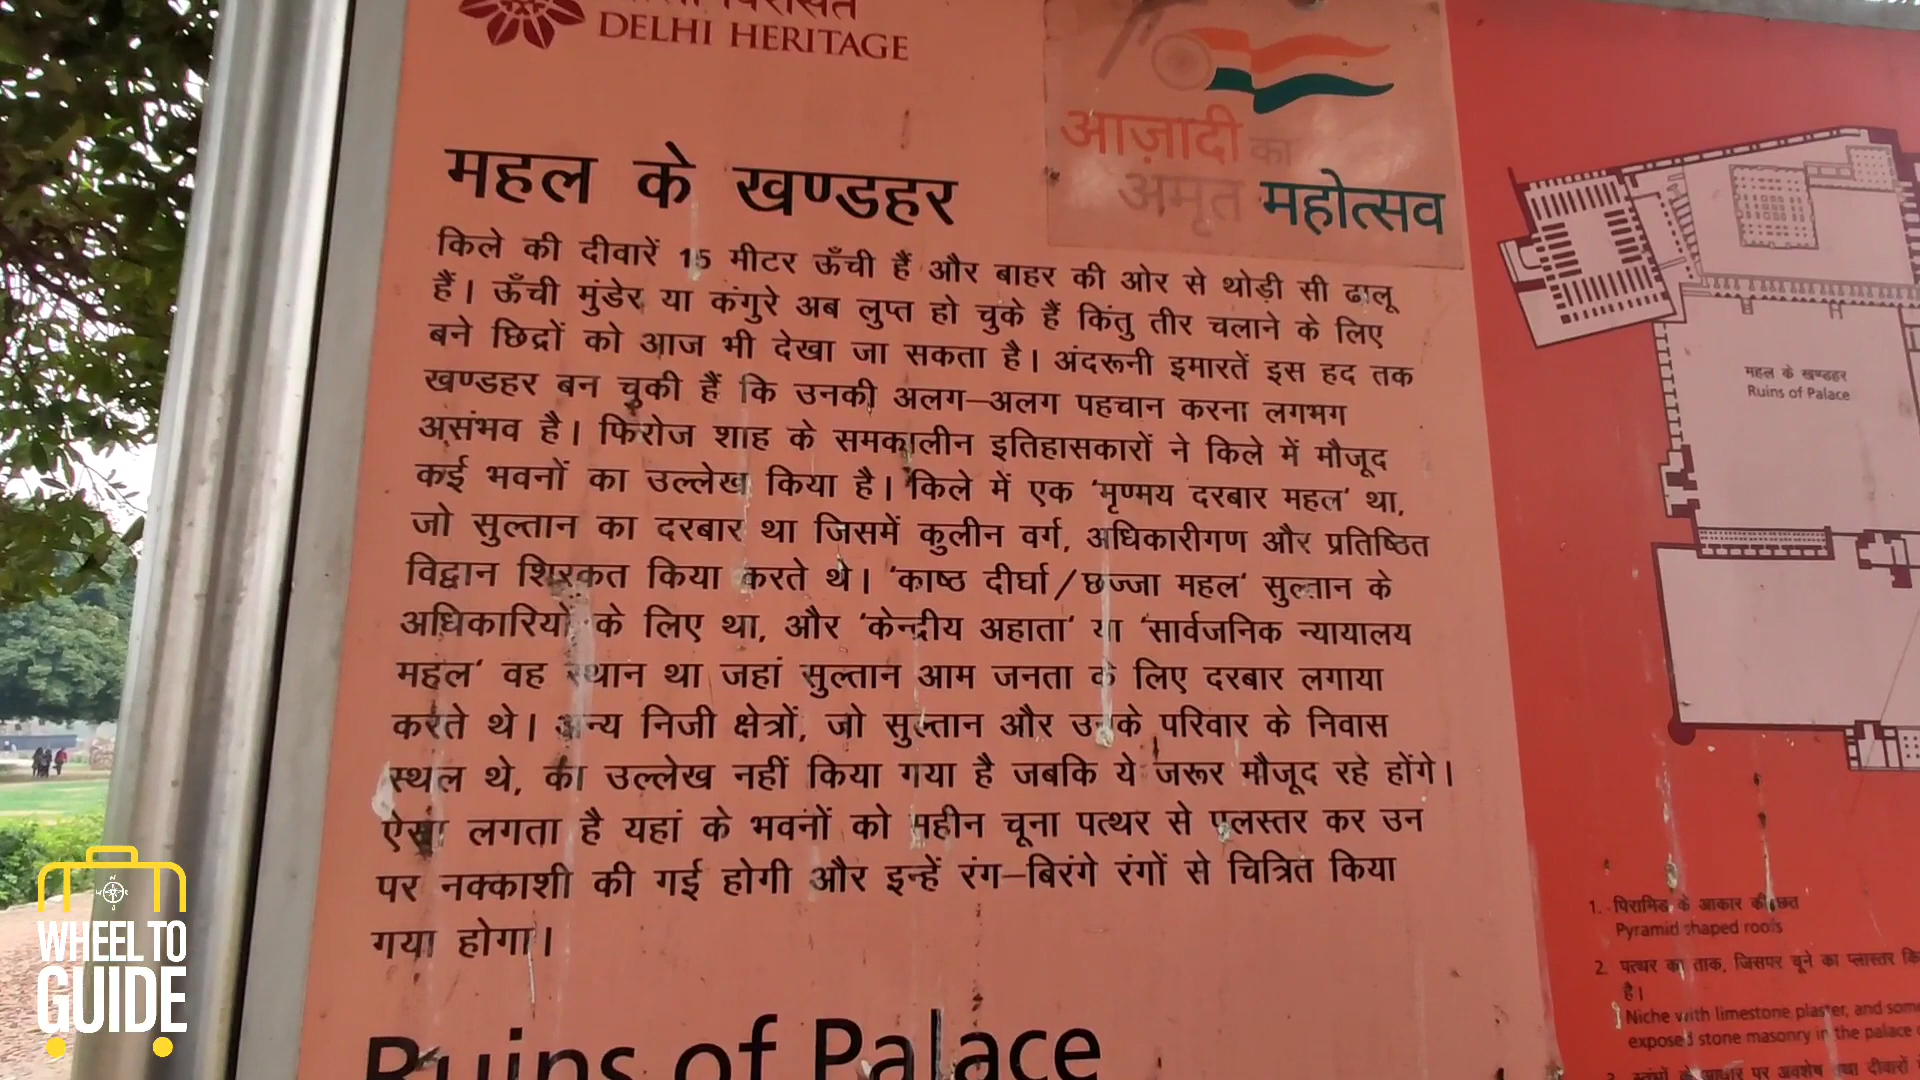 DELHI HERITAGE
आज़ादी का
अमृत महोत्सव
महल के खण्डहर
किले की दीवारें 15 मीटर ऊँची हैं और बाहर की ओर से थोड़ी सी ढालू
हैं। ऊँची मुंडेर या कंगुरे अब लुप्त हो चुके हैं किंतु तीर चलाने के लिए
बने छिद्रों को आज भी देखा जा सकता है। अंदरूनी इमारतें इस हद तक
खण्डहर बन चुकी हैं कि उनकी अलग–अलग पहचान करना लगभग
असंभव है। फिरोज शाह के समकालीन इतिहासकारों ने किले में मौजूद
कई भवनों का उल्लेख किया है। किले में एक 'मृण्मय दरबार महल' था,
जो सुल्तान का दरबार था जिसमें कुलीन वर्ग, अधिकारीगण और प्रतिष्ठित
विद्वान शिरकत किया करते थे। 'काष्ठ दीर्घा/छज्जा महल' सुल्तान के
अधिकारियों के लिए था, और 'केन्द्रीय अहाता' या 'सार्वजनिक न्यायालय
महल' वह स्थान था जहां सुल्तान आम जनता के लिए दरबार लगाया
करते थे। अन्य निजी क्षेत्रों, जो सुल्तान और उनके परिवार के निवास
स्थल थे, का उल्लेख नहीं किया गया है जबकि ये जरूर मौजूद रहे होंगे।
ऐसा लगता है यहां के भवनों को महीन चूना पत्थर से पलस्तर कर उन
पर नक्काशी की गई होगी और इन्हें रंग–बिरंगे रंगों से चित्रित किया
गया होगा।
Ruins of Palace
महल के खण्डहर
Ruins of Palace
1. पिरामिड के आकार की छत
Pyramid shaped roofs
2. पत्थर का ताक, जिसपर चूने का प्लास्तर
है।
Niche with limestone plaster, and some
exposed stone masonry in the palace
3. स्तंभों के आधार पर अवशेष तथा दीवारों
WHEEL TO
GUIDE